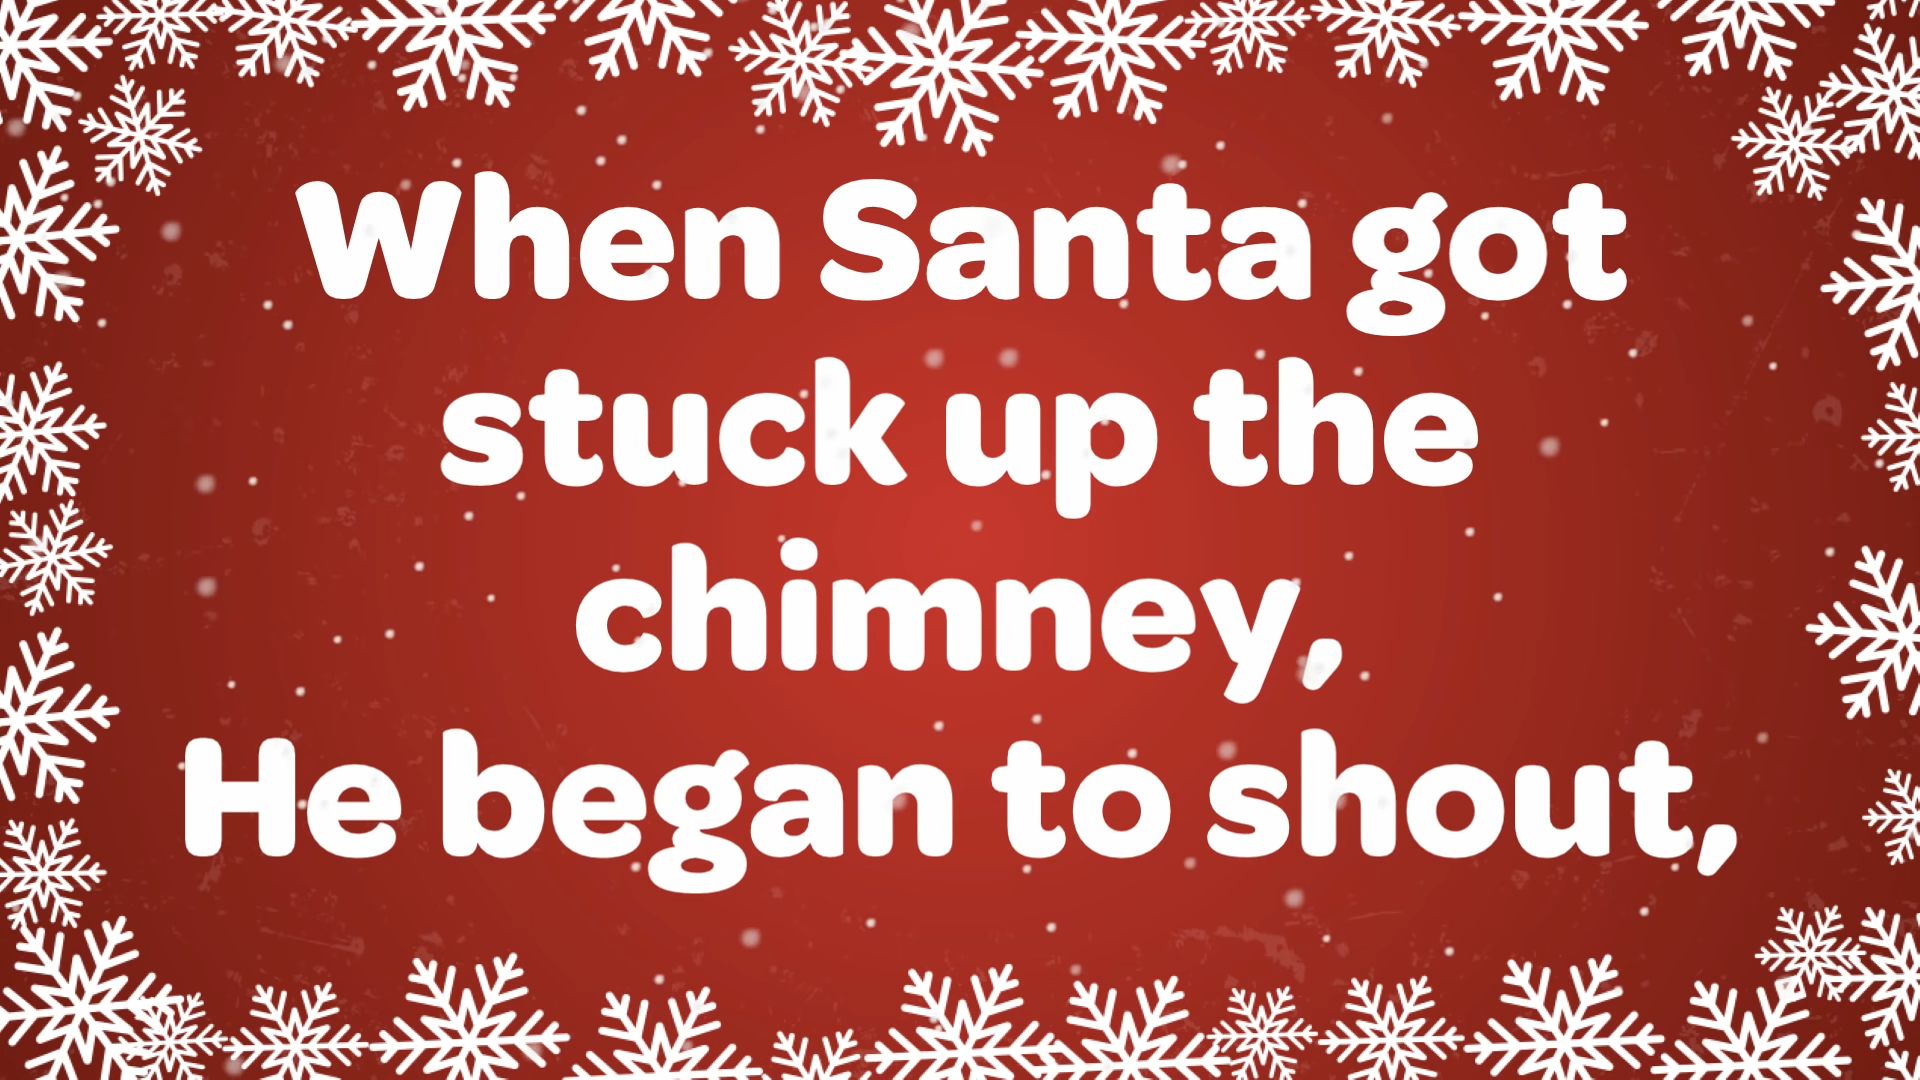 When Santa got
stuck up the
chimney,
He began to shout,